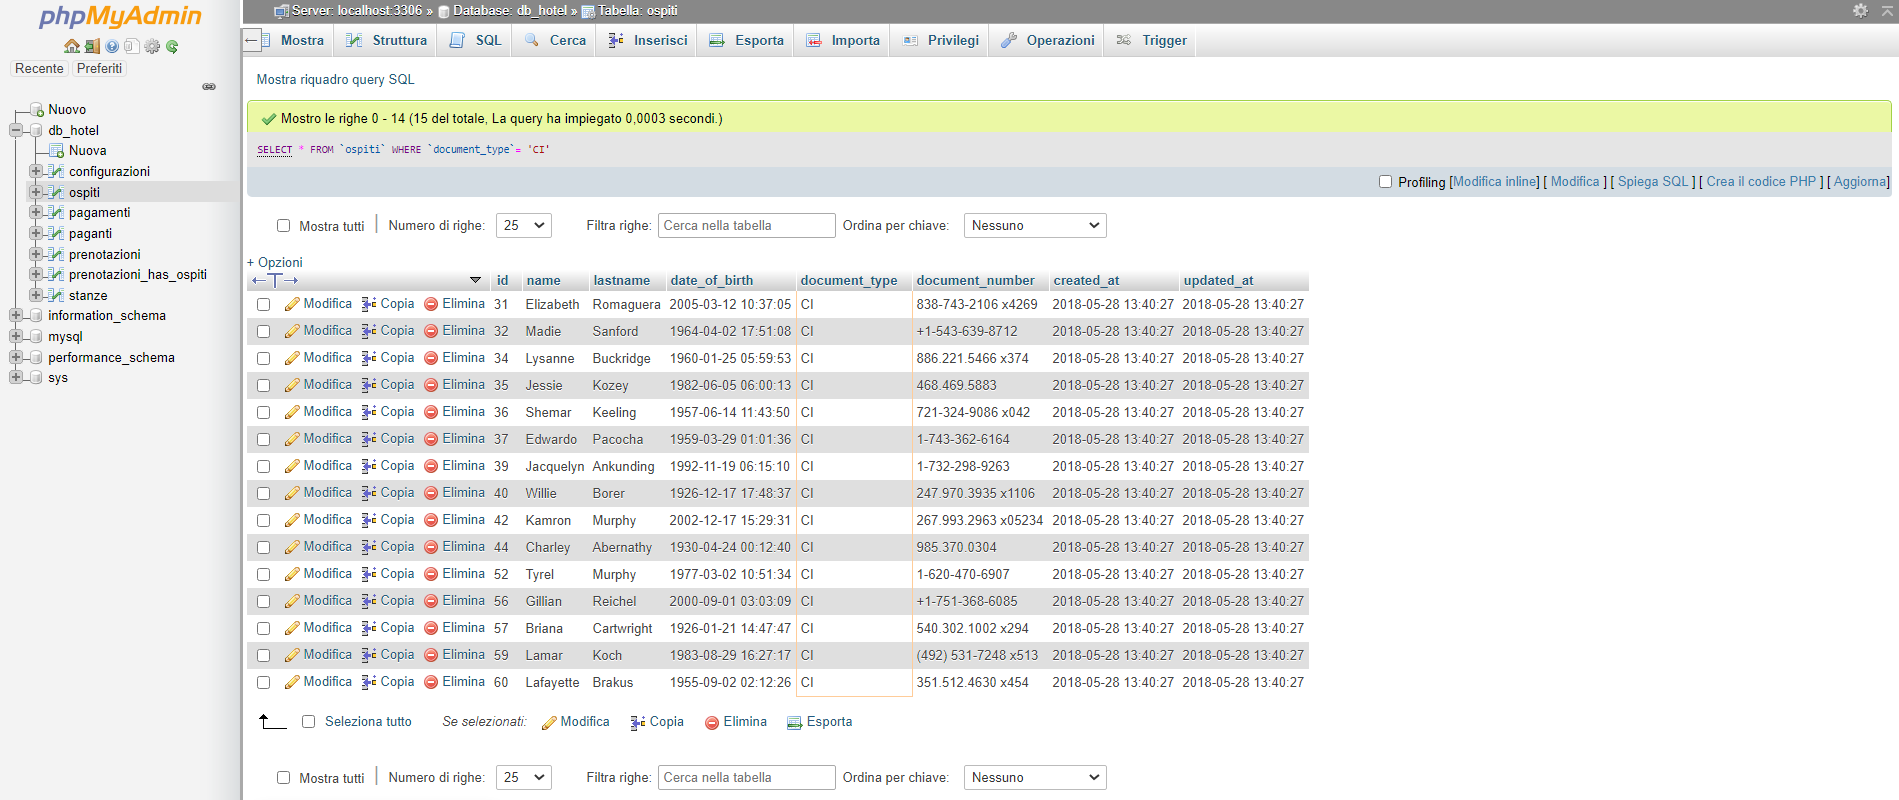 phpMyAdmin
Recente Preferiti
Nuovo
db_hotel
Nuova
configurazioni
ospiti
pagamenti
paganti
prenotazioni
prenotazioni_has_ospiti
stanze
information_schema
mysql
performance_schema
sys
Server: localhost:3306 » Database: db_hotel » Tabella: ospiti
Mostra Struttura SQL Cerca Inserisci Esporta Importa Privilegi Operazioni Trigger
Mostra riquadro query SQL
Mostro le righe 0 - 14 (15 del totale, La query ha impiegato 0,0003 secondi.)
SELECT * FROM `ospiti` WHERE `document_type`= 'CI'
Profiling [Modifica inline] [ Modifica ] [ Spiega SQL ] [ Crea il codice PHP ] [ Aggiorna]
Mostra tutti | Numero di righe: 25 Filtra righe: Cerca nella tabella Ordina per chiave: Nessuno
+ Opzioni
←T→ id name lastname date_of_birth document_type document_number created_at updated_at
Modifica Copia Elimina 31 Elizabeth Romaguera 2005-03-12 10:37:05 CI 838-743-2106 x4269 2018-05-28 13:40:27 2018-05-28 13:40:27
Modifica Copia Elimina 32 Madie Sanford 1964-04-02 17:51:08 CI +1-543-639-8712 2018-05-28 13:40:27 2018-05-28 13:40:27
Modifica Copia Elimina 34 Lysanne Buckridge 1960-01-25 05:59:53 CI 886.221.5466 x374 2018-05-28 13:40:27 2018-05-28 13:40:27
Modifica Copia Elimina 35 Jessie Kozey 1982-06-05 06:00:13 CI 468.469.5883 2018-05-28 13:40:27 2018-05-28 13:40:27
Modifica Copia Elimina 36 Shemar Keeling 1957-06-14 11:43:50 CI 721-324-9086 x042 2018-05-28 13:40:27 2018-05-28 13:40:27
Modifica Copia Elimina 37 Edwardo Pacocha 1959-03-29 01:01:36 CI 1-743-362-6164 2018-05-28 13:40:27 2018-05-28 13:40:27
Modifica Copia Elimina 39 Jacquelyn Ankunding 1992-11-19 06:15:10 CI 1-732-298-9263 2018-05-28 13:40:27 2018-05-28 13:40:27
Modifica Copia Elimina 40 Willie Borer 1926-12-17 17:48:37 CI 247.970.3935 x1106 2018-05-28 13:40:27 2018-05-28 13:40:27
Modifica Copia Elimina 42 Kamron Murphy 2002-12-17 15:29:31 CI 267.993.2963 x05234 2018-05-28 13:40:27 2018-05-28 13:40:27
Modifica Copia Elimina 44 Charley Abernathy 1930-04-24 00:12:40 CI 985.370.0304 2018-05-28 13:40:27 2018-05-28 13:40:27
Modifica Copia Elimina 52 Tyrel Murphy 1977-03-02 10:51:34 CI 1-620-470-6907 2018-05-28 13:40:27 2018-05-28 13:40:27
Modifica Copia Elimina 56 Gillian Reichel 2000-09-01 03:03:09 CI +1-751-368-6085 2018-05-28 13:40:27 2018-05-28 13:40:27
Modifica Copia Elimina 57 Briana Cartwright 1926-01-21 14:47:47 CI 540.302.1002 x294 2018-05-28 13:40:27 2018-05-28 13:40:27
Modifica Copia Elimina 59 Lamar Koch 1983-08-29 16:27:17 CI (492) 531-7248 x513 2018-05-28 13:40:27 2018-05-28 13:40:27
Modifica Copia Elimina 60 Lafayette Brakus 1955-09-02 02:12:26 CI 351.512.4630 x454 2018-05-28 13:40:27 2018-05-28 13:40:27
Seleziona tutto Se selezionati: Modifica Copia Elimina Esporta
Mostra tutti | Numero di righe: 25 Filtra righe: Cerca nella tabella Ordina per chiave: Nessuno